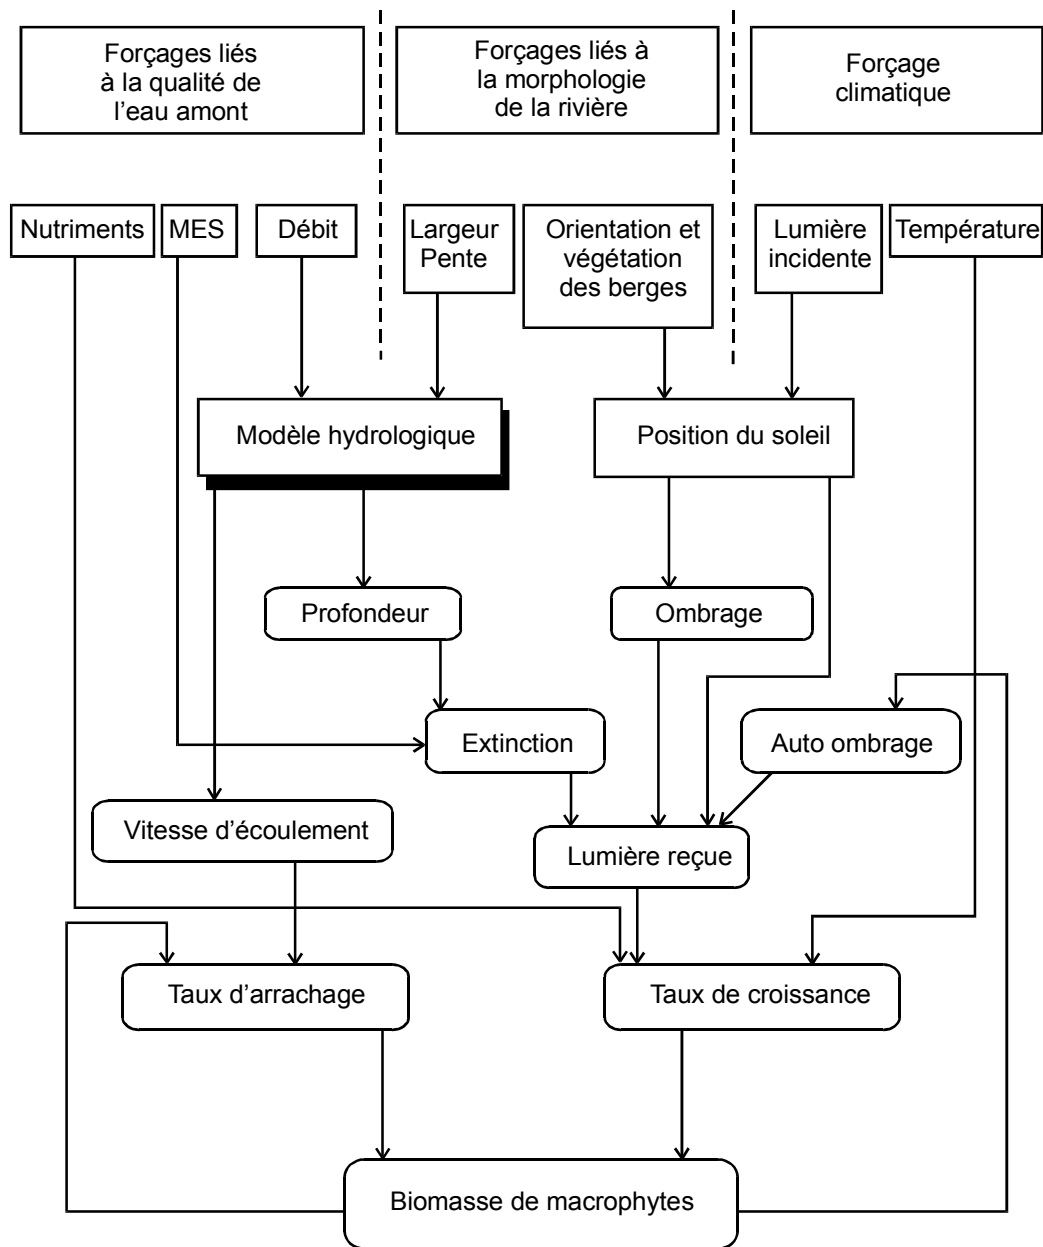 Forçages liés
à la qualité de
l'eau amont
Forçages liés à
la morphologie
de la rivière
Forçage
climatique
Nutriments
MES
Débit
Largeur
Pente
Orientation et
végétation
des berges
Lumière
incidente
Température
Modèle hydrologique
Position du soleil
Profondeur
Ombrage
Extinction
Auto ombrage
Vitesse d'écoulement
Lumière reçue
Taux d'arrachage
Taux de croissance
Biomasse de macrophytes